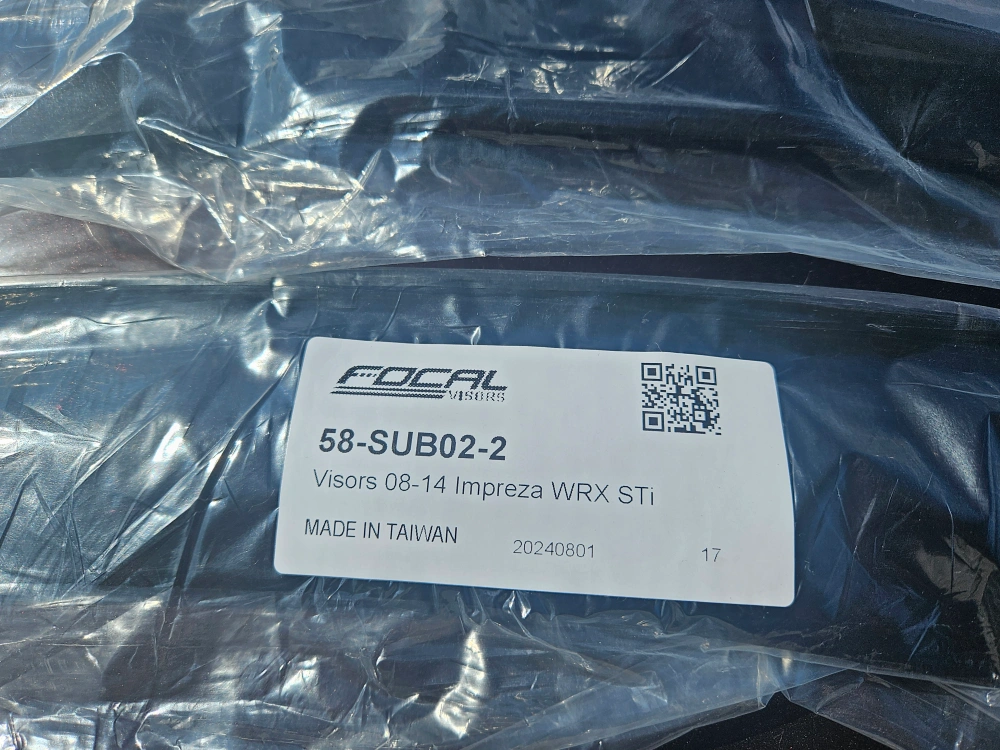 FOCAL
VISORS
58-SUB02-2
Visors 08-14 Impreza WRX STi
MADE IN TAIWAN 20240801 17